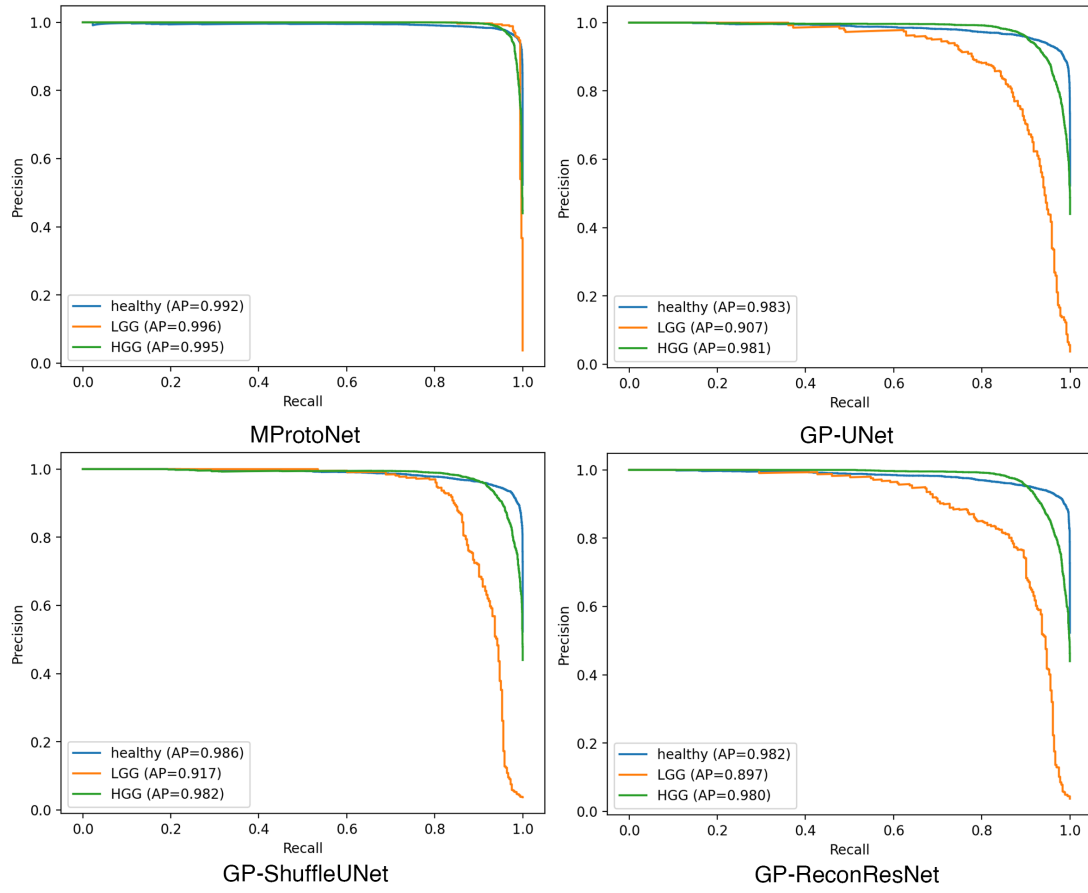 1.0
0.8
0.6
0.4
0.2
0.0
Precision
healthy (AP=0.992)
LGG (AP=0.996)
HGG (AP=0.995)
0.0 0.2 0.4 0.6 0.8 1.0
Recall
MProtoNet
1.0
0.8
0.6
0.4
0.2
0.0
Precision
healthy (AP=0.983)
LGG (AP=0.907)
HGG (AP=0.981)
0.0 0.2 0.4 0.6 0.8 1.0
Recall
GP-UNet
1.0
0.8
0.6
0.4
0.2
0.0
Precision
healthy (AP=0.986)
LGG (AP=0.917)
HGG (AP=0.982)
0.0 0.2 0.4 0.6 0.8 1.0
Recall
GP-ShuffleUNet
1.0
0.8
0.6
0.4
0.2
0.0
Precision
healthy (AP=0.982)
LGG (AP=0.897)
HGG (AP=0.980)
0.0 0.2 0.4 0.6 0.8 1.0
Recall
GP-ReconResNet